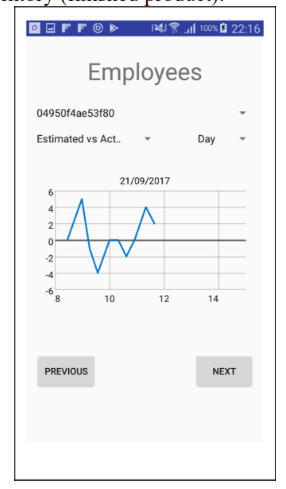 ntory (finished product).
100% 22:16
Employees
04950f4ae53f80
Estimated vs Act.. Day
21/09/2017
6
4
2
0
-2
-4
-6
8 10 12 14
PREVIOUS NEXT